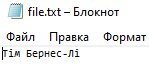 file.txt – Блокнот
Файл Правка Формат
Тім Бернес-Лі